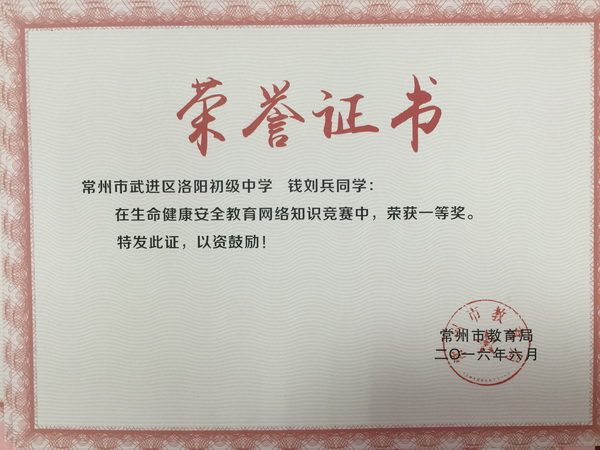 荣誉证书
常州市武进区洛阳初级中学 钱刘兵同学：
在生命健康安全教育网络知识竞赛中，荣获一等奖。
特发此证，以资鼓励！
常州市教育局
二〇一六年六月